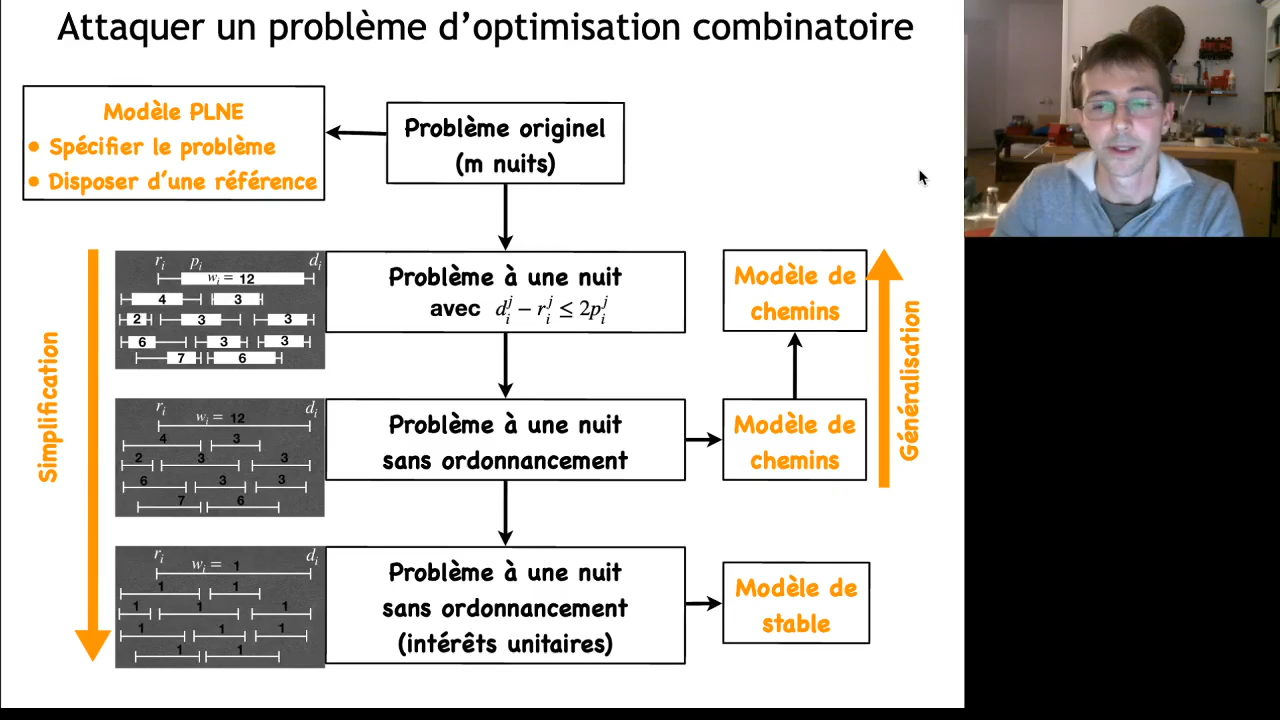 Attaquer un problème d'optimisation combinatoire
Modèle PLNE
• Spécifier le problème
• Disposer d'une référence
Problème originel
(m nuits)
Simplification
r_i p_i d_i
w_i = 12
4 3
2 3 3
6 3 3
7 6
Problème à une nuit
avec d_i^j − r_i^j ≤ 2p_i^j
Modèle de
chemins
Généralisation
r_i d_i
w_i = 12
4 3
2 3 3
6 3 3
7 6
Problème à une nuit
sans ordonnancement
Modèle de
chemins
r_i d_i
w_i = 1
1 1
1 1 1
1 1 1
1 1
Problème à une nuit
sans ordonnancement
(intérêts unitaires)
Modèle de
stable